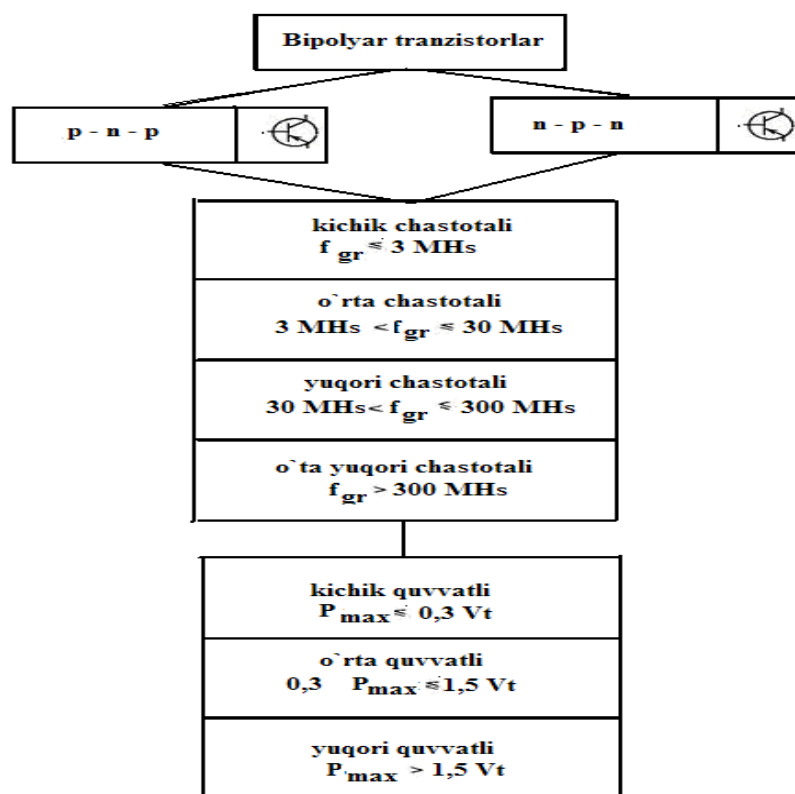 Bipolyar tranzistorlar
p - n - p
n - p - n
kichik chastotali
f gr ≤ 3 MHs
o`rta chastotali
3 MHs < f gr ≤ 30 MHs
yuqori chastotali
30 MHs < f gr ≤ 300 MHs
o`ta yuqori chastotali
f gr > 300 MHs
kichik quvvatli
P max ≤ 0,3 Vt
o`rta quvvatli
0,3 P max ≤ 1,5 Vt
yuqori quvvatli
P max > 1,5 Vt